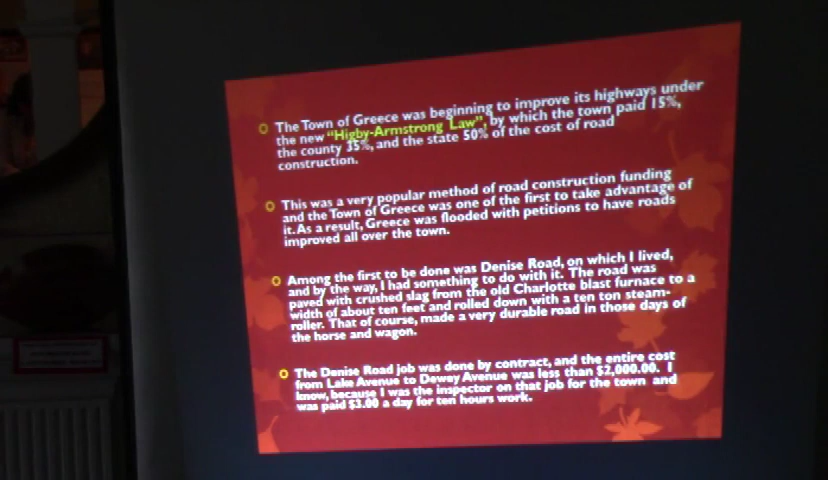 The Town of Greece was beginning to improve its highways under
the new "Higby-Armstrong Law", by which the town paid 15%,
the county 35%, and the state 50% of the cost of road
construction.
This was a very popular method of road construction funding
and the Town of Greece was one of the first to take advantage of
it. As a result, Greece was flooded with petitions to have roads
improved all over the town.
Among the first to be done was Denise Road, on which I lived,
and by the way, I had something to do with it. The road was
paved with crushed slag from the old Charlotte blast furnace to a
width of about ten feet and rolled down with a ten ton steam-
roller. That of course, made a very durable road in those days of
the horse and wagon.
The Denise Road job was done by contract, and the entire cost
from Lake Avenue to Dewey Avenue was less than $2,000.00. I
know, because I was the inspector on that job for the town and
was paid $3.00 a day for ten hours work.